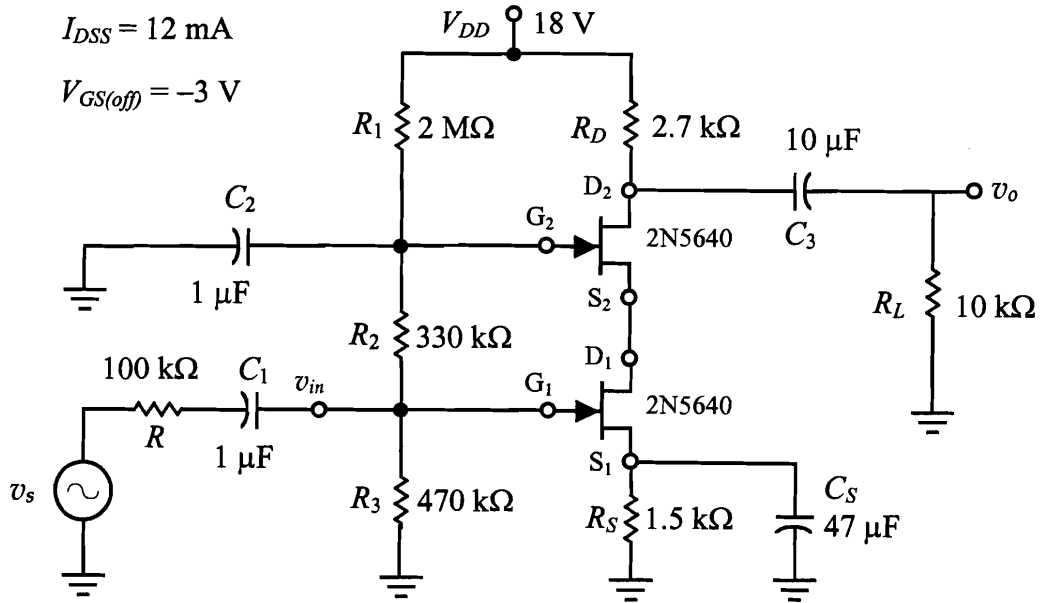 I_DSS = 12 mA
V_DD
18 V
V_GS(off) = –3 V
R_1
2 MΩ
R_D
2.7 kΩ
10 μF
D_2
v_o
C_2
G_2
2N5640
C_3
1 μF
S_2
R_L
10 kΩ
R_2
330 kΩ
D_1
100 kΩ
C_1
v_in
G_1
2N5640
R
1 μF
S_1
v_s
R_3
470 kΩ
R_S
1.5 kΩ
C_S
47 μF